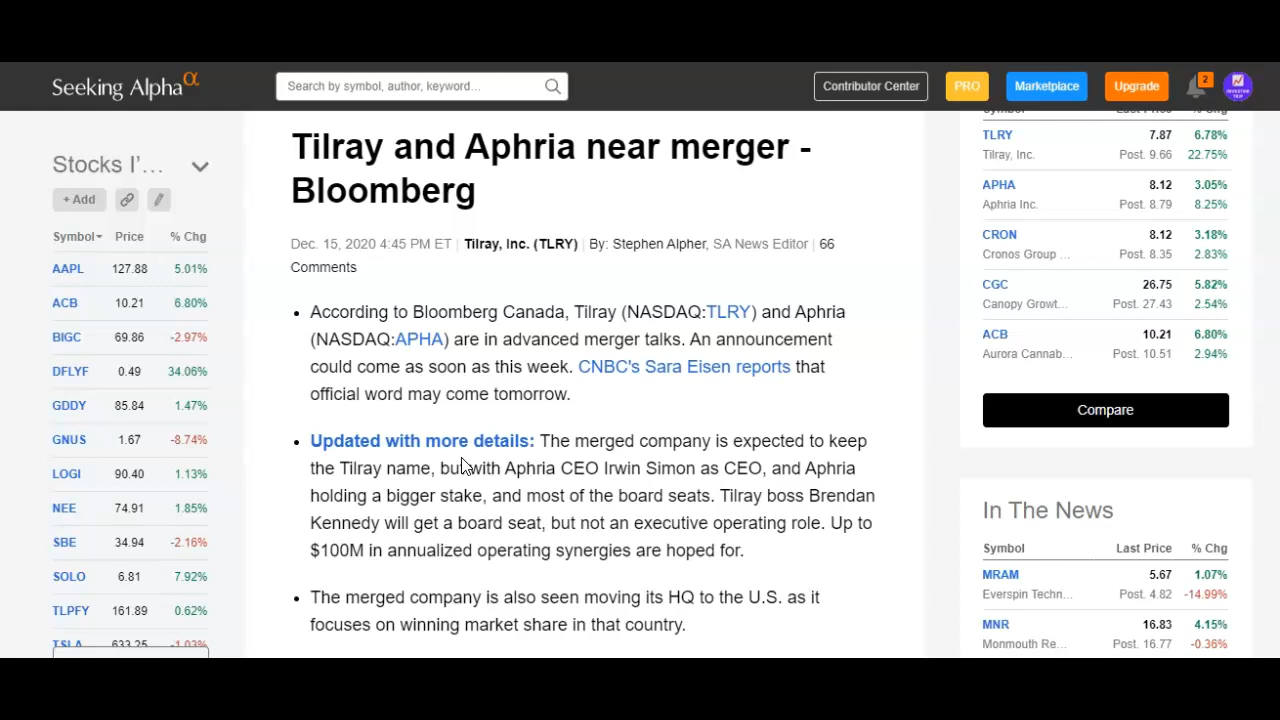 Seeking Alpha α
Search by symbol, author, keyword...
Contributor Center
PRO
Marketplace
Upgrade
2
Stocks I'...
+ Add
Symbol Price % Chg
AAPL 127.88 5.01%
ACB 10.21 6.80%
BIGC 69.86 -2.97%
DFLYF 0.49 34.06%
GDDY 85.84 1.47%
GNUS 1.67 -8.74%
LOGI 90.40 1.13%
NEE 74.91 1.85%
SBE 34.94 -2.16%
SOLO 6.81 7.92%
TLPFY 161.89 0.62%
TSLA 633.25 -1.03%
Tilray and Aphria near merger -
Bloomberg
Dec. 15, 2020 4:45 PM ET | Tilray, Inc. (TLRY) | By: Stephen Alpher, SA News Editor | 66
Comments
• According to Bloomberg Canada, Tilray (NASDAQ:TLRY) and Aphria
(NASDAQ:APHA) are in advanced merger talks. An announcement
could come as soon as this week. CNBC's Sara Eisen reports that
official word may come tomorrow.
• Updated with more details: The merged company is expected to keep
the Tilray name, but with Aphria CEO Irwin Simon as CEO, and Aphria
holding a bigger stake, and most of the board seats. Tilray boss Brendan
Kennedy will get a board seat, but not an executive operating role. Up to
$100M in annualized operating synergies are hoped for.
• The merged company is also seen moving its HQ to the U.S. as it
focuses on winning market share in that country.
Symbol Last Price % Chg
TLRY 7.87 6.78%
Tilray, Inc. Post. 9.66 22.75%
APHA 8.12 3.05%
Aphria Inc. Post. 8.79 8.25%
CRON 8.12 3.18%
Cronos Group ... Post. 8.35 2.83%
CGC 26.75 5.82%
Canopy Growt... Post. 27.43 2.54%
ACB 10.21 6.80%
Aurora Cannab... Post. 10.51 2.94%
Compare
In The News
Symbol Last Price % Chg
MRAM 5.67 1.07%
Everspin Techn... Post. 4.82 -14.99%
MNR 16.83 4.15%
Monmouth Re... Post. 16.77 -0.36%